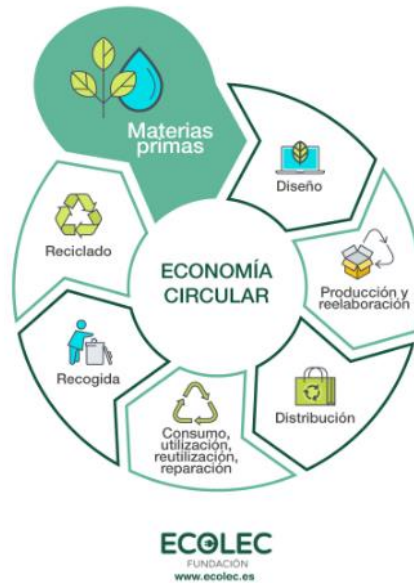 Materias
primas
Diseño
Producción y
reelaboración
Distribución
Consumo,
utilización,
reutilización,
reparación
Recogida
Reciclado
ECONOMÍA
CIRCULAR
ECOLEC
FUNDACIÓN
www.ecolec.es